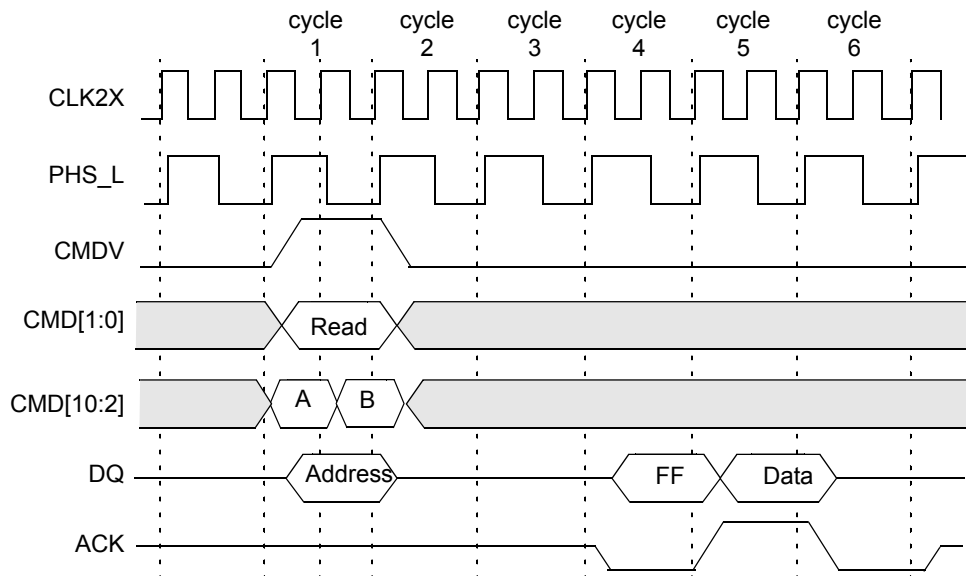 cycle cycle cycle cycle cycle cycle
1 2 3 4 5 6
CLK2X
PHS_L
CMDV
CMD[1:0] Read
CMD[10:2] A B
DQ Address FF Data
ACK